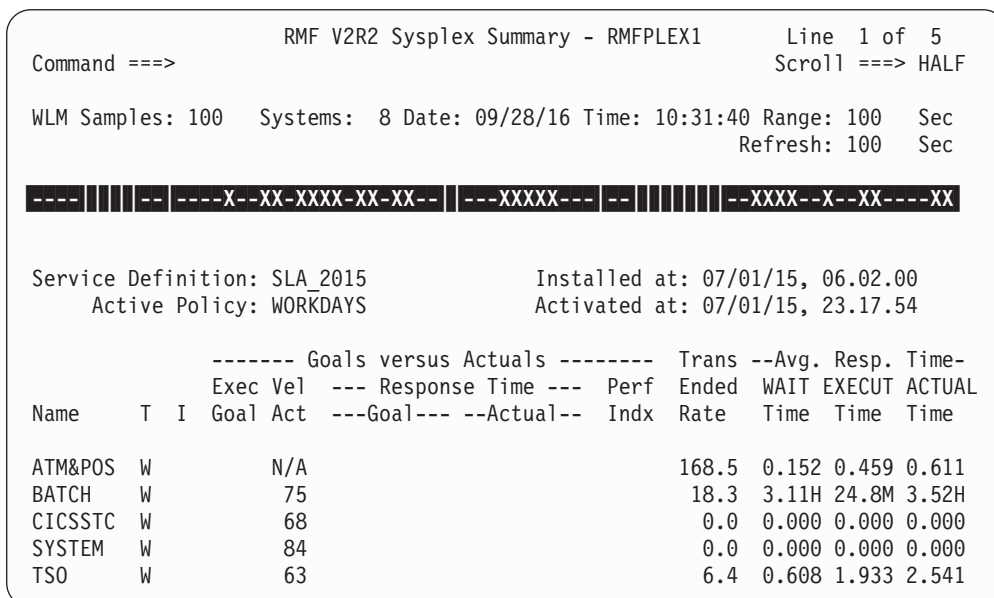 RMF V2R2 Sysplex Summary - RMFPLEX1 Line 1 of 5
Command ===> Scroll ===> HALF
WLM Samples: 100 Systems: 8 Date: 09/28/16 Time: 10:31:40 Range: 100 Sec
Refresh: 100 Sec
----||||||--|----X--XX-XXXX-XX-XX--||---XXXXX---|--||||||||--XXXX--X--XX----XX
Service Definition: SLA_2015 Installed at: 07/01/15, 06.02.00
Active Policy: WORKDAYS Activated at: 07/01/15, 23.17.54
------- Goals versus Actuals -------- Trans --Avg. Resp. Time-
Exec Vel --- Response Time --- Perf Ended WAIT EXECUT ACTUAL
Name T I Goal Act ---Goal--- --Actual-- Indx Rate Time Time Time
ATM&POS W N/A 168.5 0.152 0.459 0.611
BATCH W 75 18.3 3.11H 24.8M 3.52H
CICSSTC W 68 0.0 0.000 0.000 0.000
SYSTEM W 84 0.0 0.000 0.000 0.000
TSO W 63 6.4 0.608 1.933 2.541